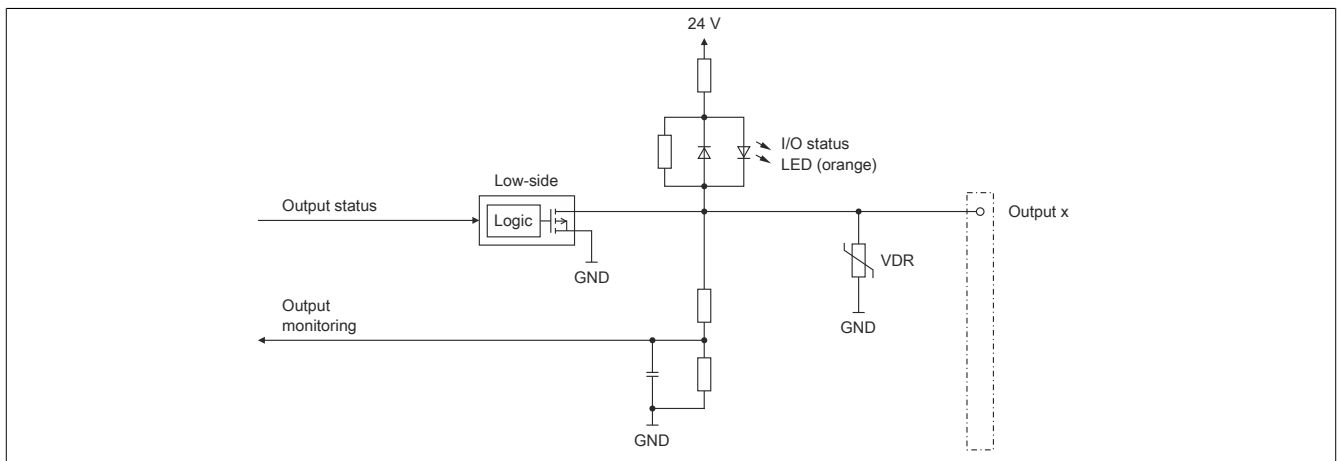 24 V
I/O status
LED (orange)
Low-side
Output status
Logic
Output x
GND
VDR
Output
monitoring
GND
GND